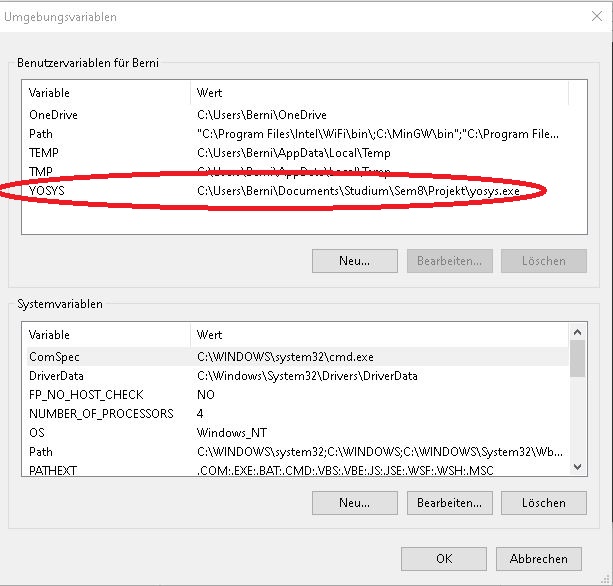 Umgebungsvariablen
Benutzervariablen für Berni
Variable Wert
OneDrive C:\Users\Berni\OneDrive
Path "C:\Program Files\Intel\WiFi\bin\;C:\MinGW\bin";"C:\Program File...
TEMP C:\Users\Berni\AppData\Local\Temp
TMP C:\Users\Berni\AppData\Local\Temp
YOSYS C:\Users\Berni\Documents\Studium\Sem8\Projekt\yosys.exe
Neu... Bearbeiten... Löschen
Systemvariablen
Variable Wert
ComSpec C:\WINDOWS\system32\cmd.exe
DriverData C:\Windows\System32\Drivers\DriverData
FP_NO_HOST_CHECK NO
NUMBER_OF_PROCESSORS 4
OS Windows_NT
Path C:\WINDOWS\system32;C:\WINDOWS;C:\WINDOWS\System32\Wb...
PATHEXT .COM;.EXE;.BAT;.CMD;.VBS;.VBE;.JS;.JSE;.WSF;.WSH;.MSC
Neu... Bearbeiten... Löschen
OK Abbrechen